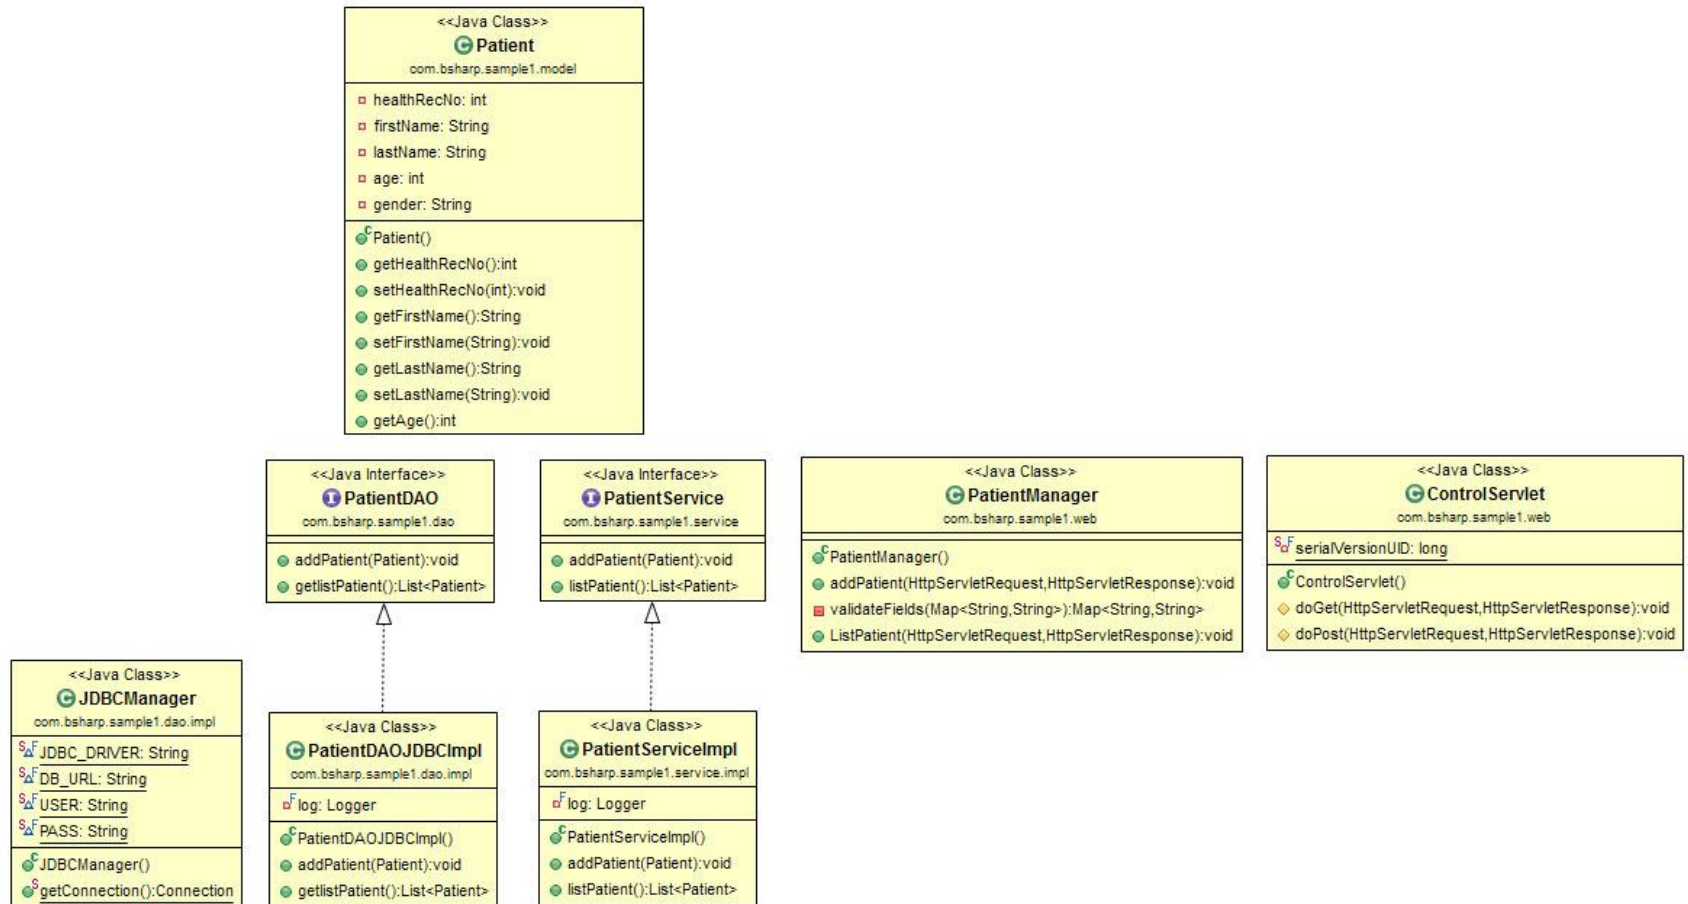 <<Java Class>>
Patient
com.bsharp.sample1.model
healthRecNo: int
firstName: String
lastName: String
age: int
gender: String
Patient()
getHealthRecNo():int
setHealthRecNo(int):void
getFirstName():String
setFirstName(String):void
getLastName():String
setLastName(String):void
getAge():int
<<Java Interface>>
PatientDAO
com.bsharp.sample1.dao
addPatient(Patient):void
getlistPatient():List<Patient>
<<Java Interface>>
PatientService
com.bsharp.sample1.service
addPatient(Patient):void
listPatient():List<Patient>
<<Java Class>>
PatientManager
com.bsharp.sample1.web
PatientManager()
addPatient(HttpServletRequest,HttpServletResponse):void
validateFields(Map<String,String>):Map<String,String>
ListPatient(HttpServletRequest,HttpServletResponse):void
<<Java Class>>
ControlServlet
com.bsharp.sample1.web
serialVersionUID: long
ControlServlet()
doGet(HttpServletRequest,HttpServletResponse):void
doPost(HttpServletRequest,HttpServletResponse):void
<<Java Class>>
JDBCManager
com.bsharp.sample1.dao.impl
JDBC_DRIVER: String
DB_URL: String
USER: String
PASS: String
JDBCManager()
getConnection():Connection
<<Java Class>>
PatientDAOJDBCImpl
com.bsharp.sample1.dao.impl
log: Logger
PatientDAOJDBCImpl()
addPatient(Patient):void
getlistPatient():List<Patient>
<<Java Class>>
PatientServiceImpl
com.bsharp.sample1.service.impl
log: Logger
PatientServiceImpl()
addPatient(Patient):void
listPatient():List<Patient>